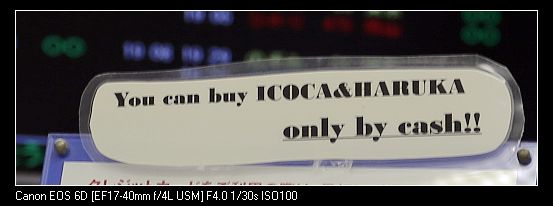 You can buy ICOCA&HARUKA
only by cash!!
Canon EOS 6D [EF17-40mm f/4L USM] F4.0 1/30s ISO100